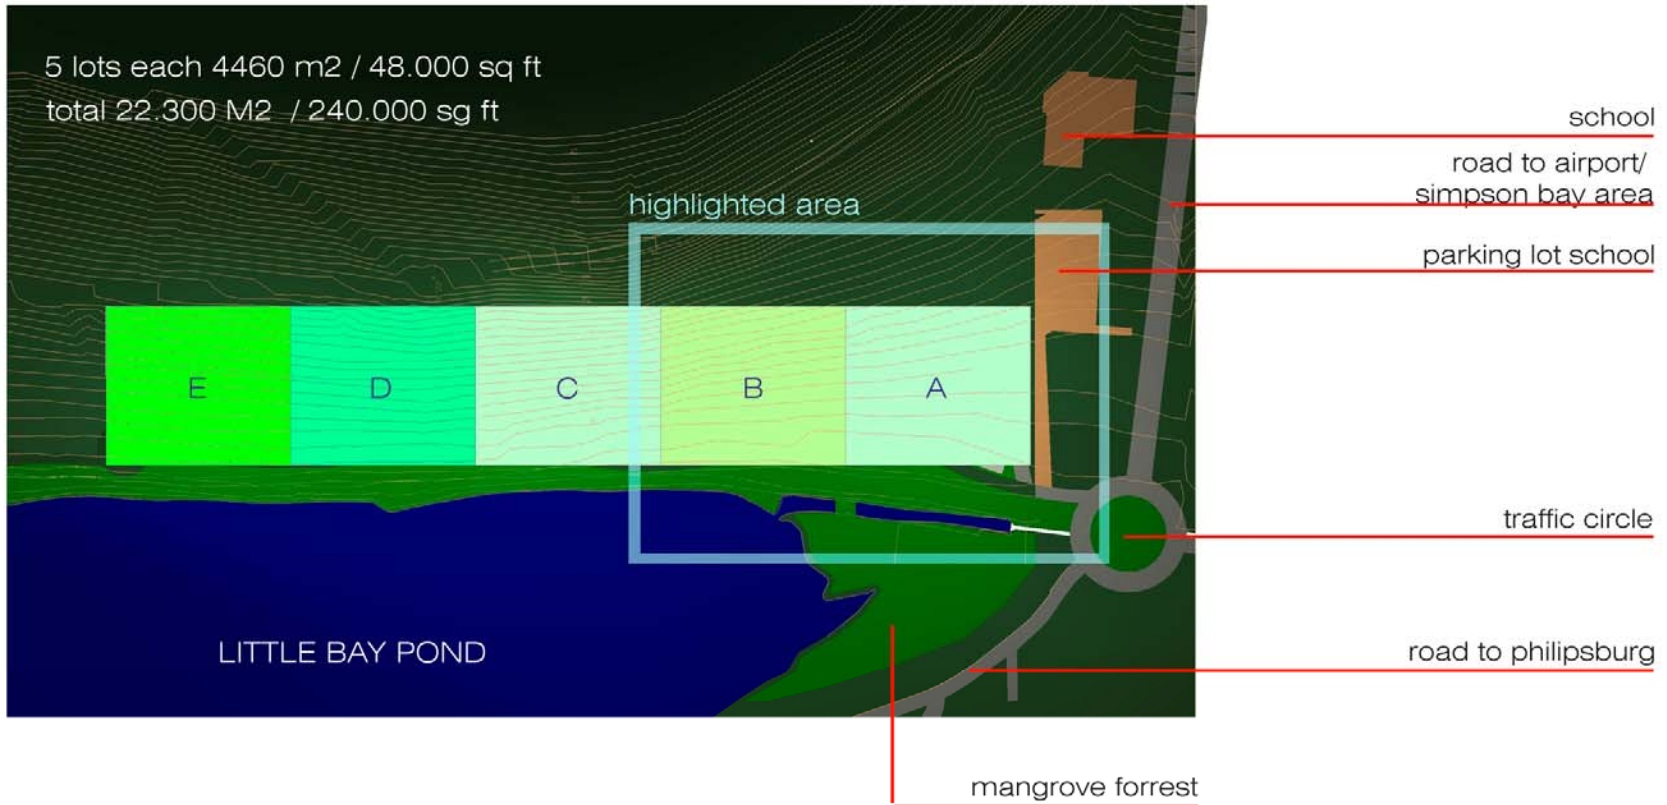 5 lots each 4460 m2 / 48.000 sq ft
total 22.300 M2 / 240.000 sg ft
school
road to airport/
simpson bay area
highlighted area
parking lot school
E
D
C
B
A
traffic circle
LITTLE BAY POND
road to philipsburg
mangrove forrest